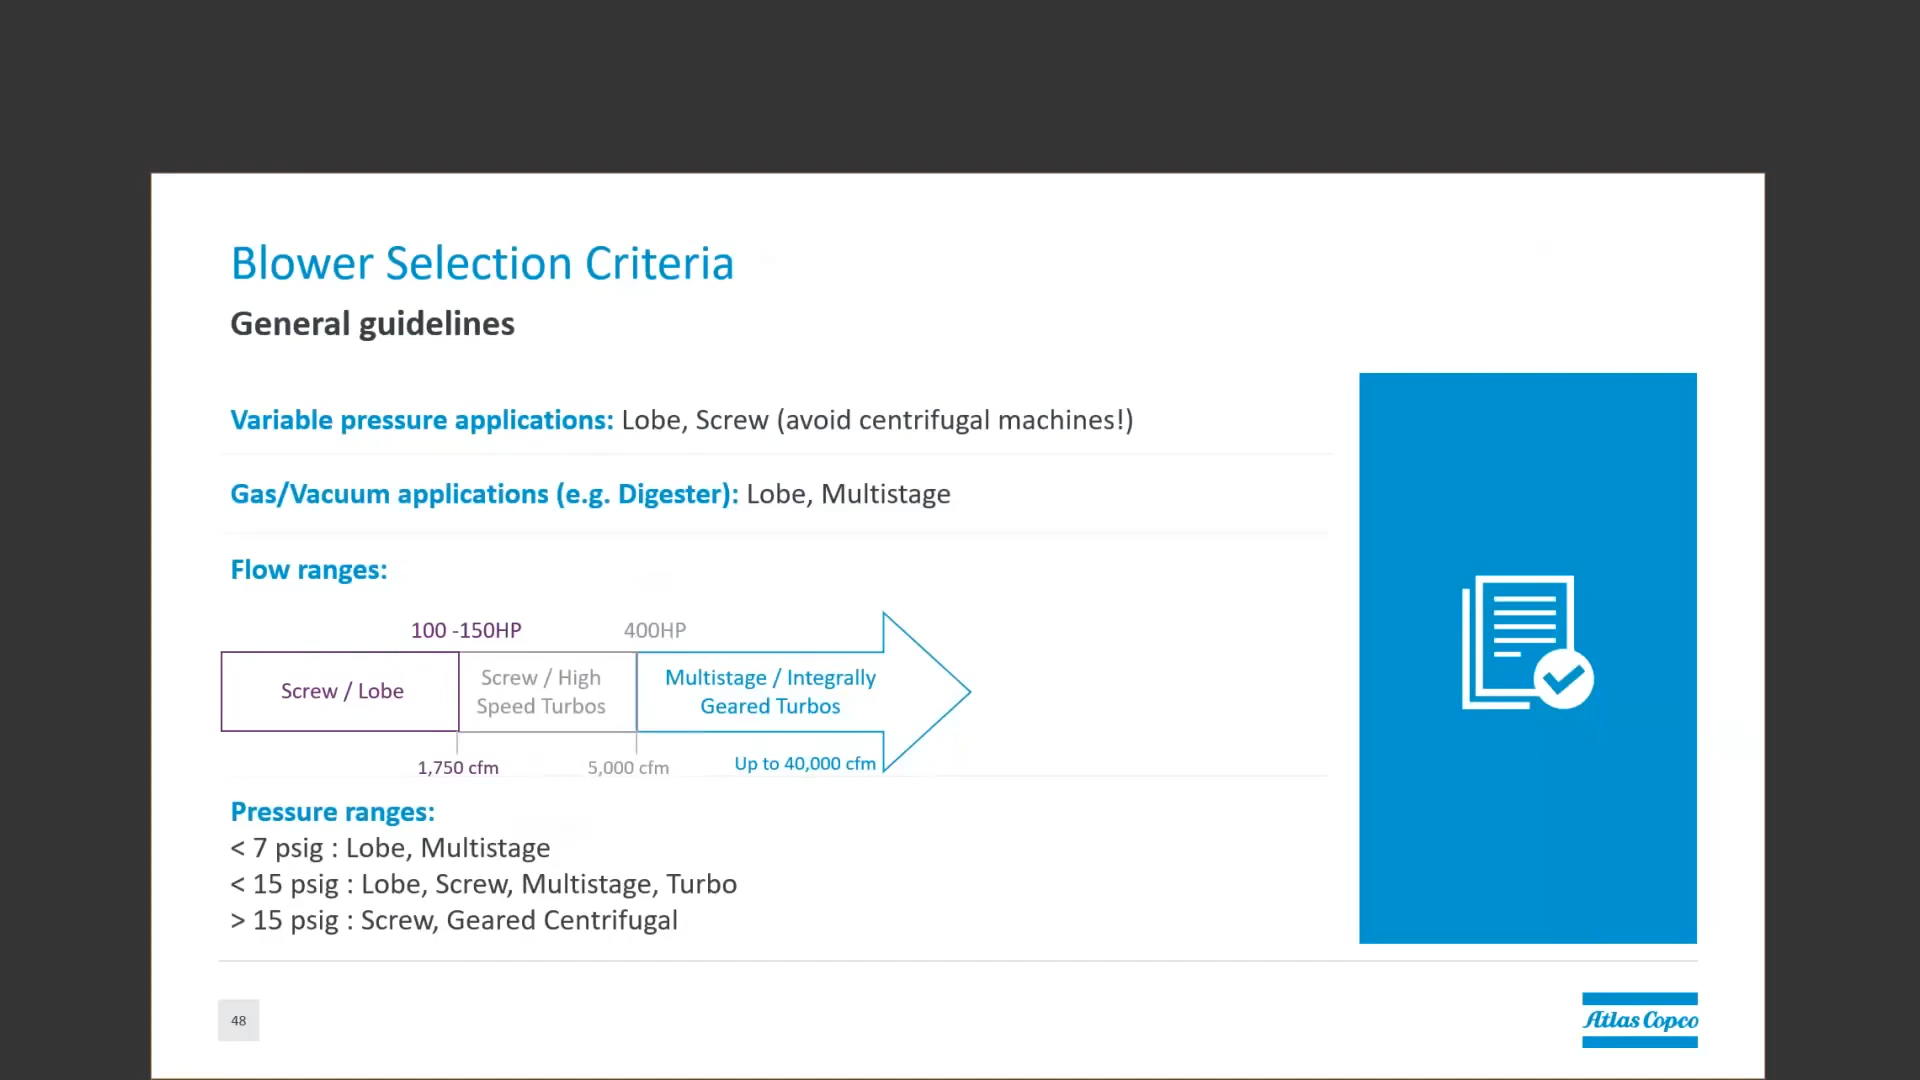 Blower Selection Criteria
General guidelines
Variable pressure applications: Lobe, Screw (avoid centrifugal machines!)
Gas/Vacuum applications (e.g. Digester): Lobe, Multistage
Flow ranges:
100 -150HP
400HP
Screw / Lobe
Screw / High
Speed Turbos
Multistage / Integrally
Geared Turbos
1,750 cfm
5,000 cfm
Up to 40,000 cfm
Pressure ranges:
< 7 psig : Lobe, Multistage
< 15 psig : Lobe, Screw, Multistage, Turbo
> 15 psig : Screw, Geared Centrifugal
48
Atlas Copco